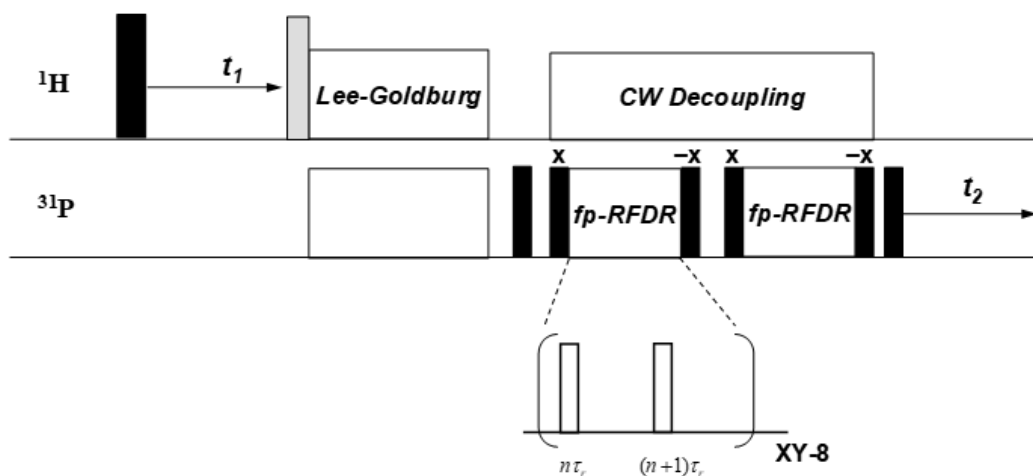 ¹H
t₁
Lee-Goldburg
CW Decoupling
³¹P
x
–x
x
–x
fp-RFDR
fp-RFDR
t₂
XY-8
nτᵣ
(n+1)τᵣ